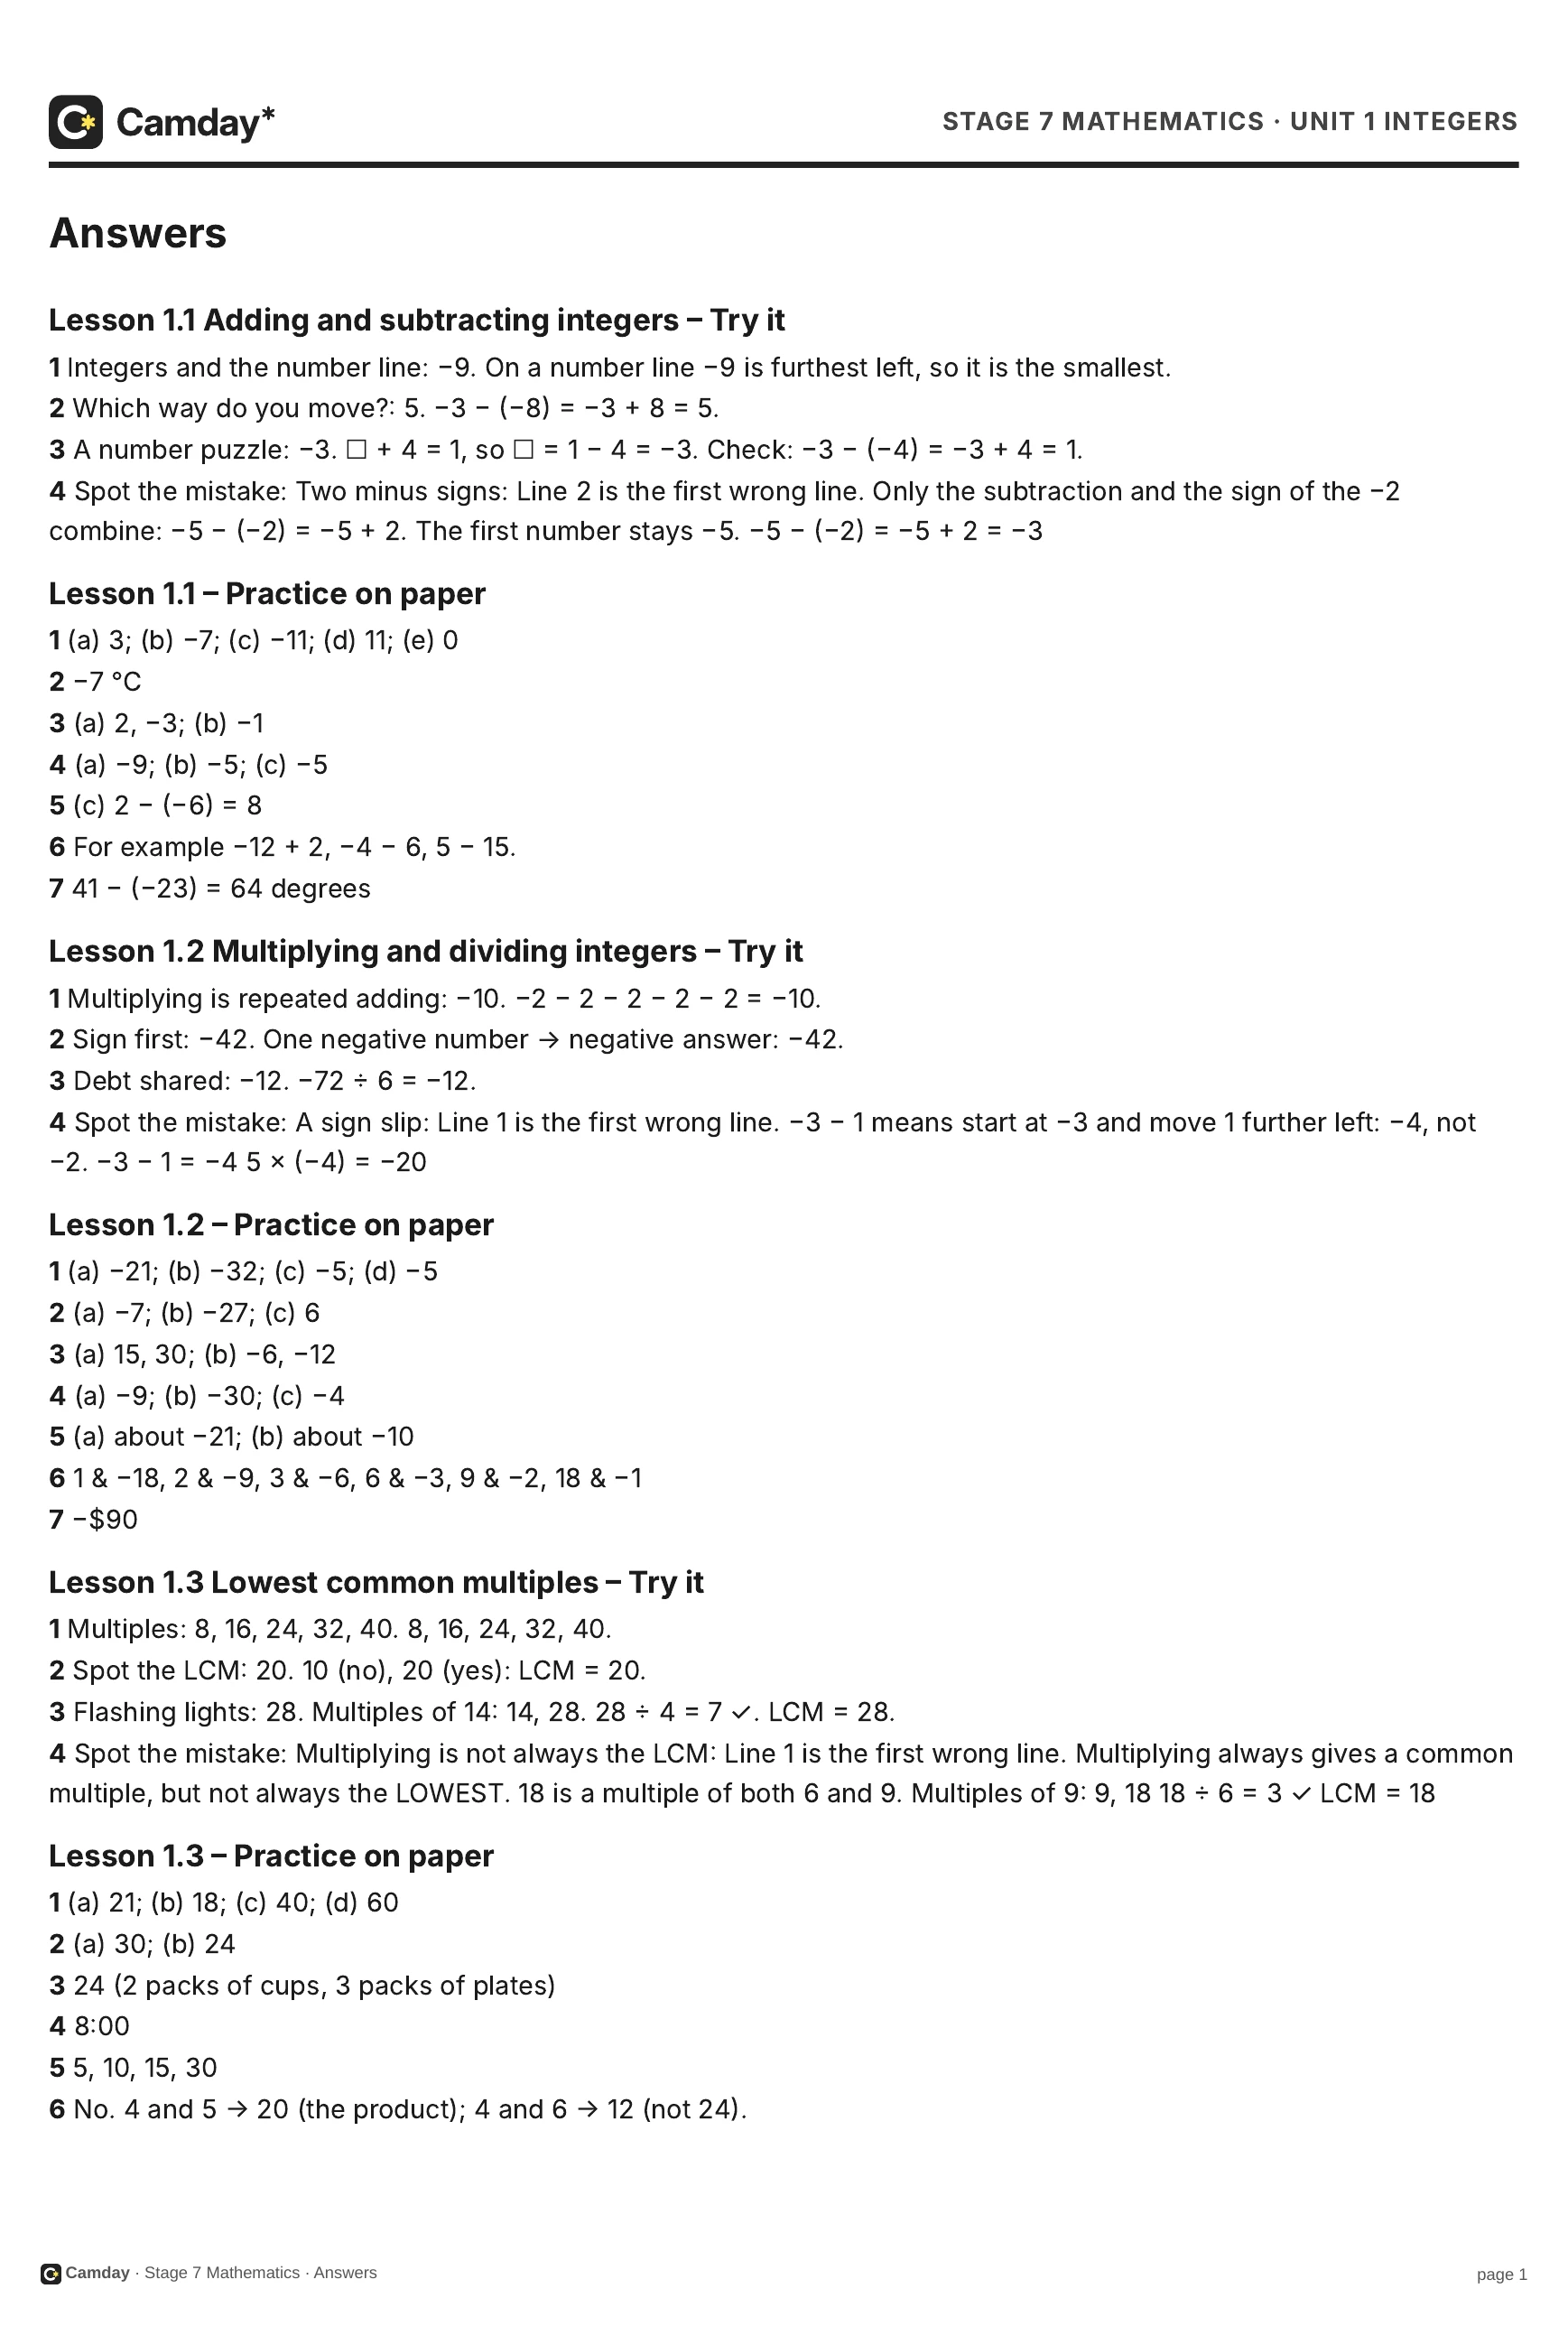 Camday*
STAGE 7 MATHEMATICS · UNIT 1 INTEGERS
Answers
Lesson 1.1 Adding and subtracting integers – Try it
1 Integers and the number line: −9. On a number line −9 is furthest left, so it is the smallest.
2 Which way do you move?: 5. −3 − (−8) = −3 + 8 = 5.
3 A number puzzle: −3. □ + 4 = 1, so □ = 1 − 4 = −3. Check: −3 − (−4) = −3 + 4 = 1.
4 Spot the mistake: Two minus signs: Line 2 is the first wrong line. Only the subtraction and the sign of the −2
combine: −5 − (−2) = −5 + 2. The first number stays −5. −5 − (−2) = −5 + 2 = −3
Lesson 1.1 – Practice on paper
1 (a) 3; (b) −7; (c) −11; (d) 11; (e) 0
2 −7 °C
3 (a) 2, −3; (b) −1
4 (a) −9; (b) −5; (c) −5
5 (c) 2 − (−6) = 8
6 For example −12 + 2, −4 − 6, 5 − 15.
7 41 − (−23) = 64 degrees
Lesson 1.2 Multiplying and dividing integers – Try it
1 Multiplying is repeated adding: −10. −2 − 2 − 2 − 2 − 2 = −10.
2 Sign first: −42. One negative number → negative answer: −42.
3 Debt shared: −12. −72 ÷ 6 = −12.
4 Spot the mistake: A sign slip: Line 1 is the first wrong line. −3 − 1 means start at −3 and move 1 further left: −4, not
−2. −3 − 1 = −4 5 × (−4) = −20
Lesson 1.2 – Practice on paper
1 (a) −21; (b) −32; (c) −5; (d) −5
2 (a) −7; (b) −27; (c) 6
3 (a) 15, 30; (b) −6, −12
4 (a) −9; (b) −30; (c) −4
5 (a) about −21; (b) about −10
6 1 & −18, 2 & −9, 3 & −6, 6 & −3, 9 & −2, 18 & −1
7 −$90
Lesson 1.3 Lowest common multiples – Try it
1 Multiples: 8, 16, 24, 32, 40. 8, 16, 24, 32, 40.
2 Spot the LCM: 20. 10 (no), 20 (yes): LCM = 20.
3 Flashing lights: 28. Multiples of 14: 14, 28. 28 ÷ 4 = 7 ✓. LCM = 28.
4 Spot the mistake: Multiplying is not always the LCM: Line 1 is the first wrong line. Multiplying always gives a common
multiple, but not always the LOWEST. 18 is a multiple of both 6 and 9. Multiples of 9: 9, 18 18 ÷ 6 = 3 ✓ LCM = 18
Lesson 1.3 – Practice on paper
1 (a) 21; (b) 18; (c) 40; (d) 60
2 (a) 30; (b) 24
3 24 (2 packs of cups, 3 packs of plates)
4 8:00
5 5, 10, 15, 30
6 No. 4 and 5 → 20 (the product); 4 and 6 → 12 (not 24).
Camday · Stage 7 Mathematics · Answers
page 1